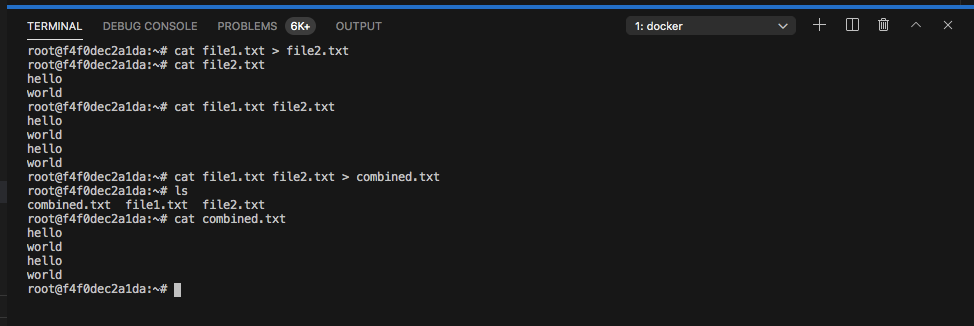 TERMINAL DEBUG CONSOLE PROBLEMS 6K+ OUTPUT 1: docker
root@f4f0dec2a1da:~# cat file1.txt > file2.txt
root@f4f0dec2a1da:~# cat file2.txt
hello
world
root@f4f0dec2a1da:~# cat file1.txt file2.txt
hello
world
hello
world
root@f4f0dec2a1da:~# cat file1.txt file2.txt > combined.txt
root@f4f0dec2a1da:~# ls
combined.txt  file1.txt  file2.txt
root@f4f0dec2a1da:~# cat combined.txt
hello
world
hello
world
root@f4f0dec2a1da:~#